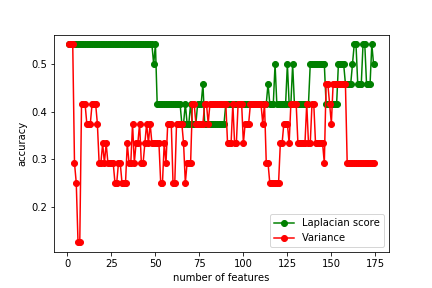 0.5
0.4
0.3
0.2
accuracy
0 25 50 75 100 125 150 175
number of features
Laplacian score
Variance